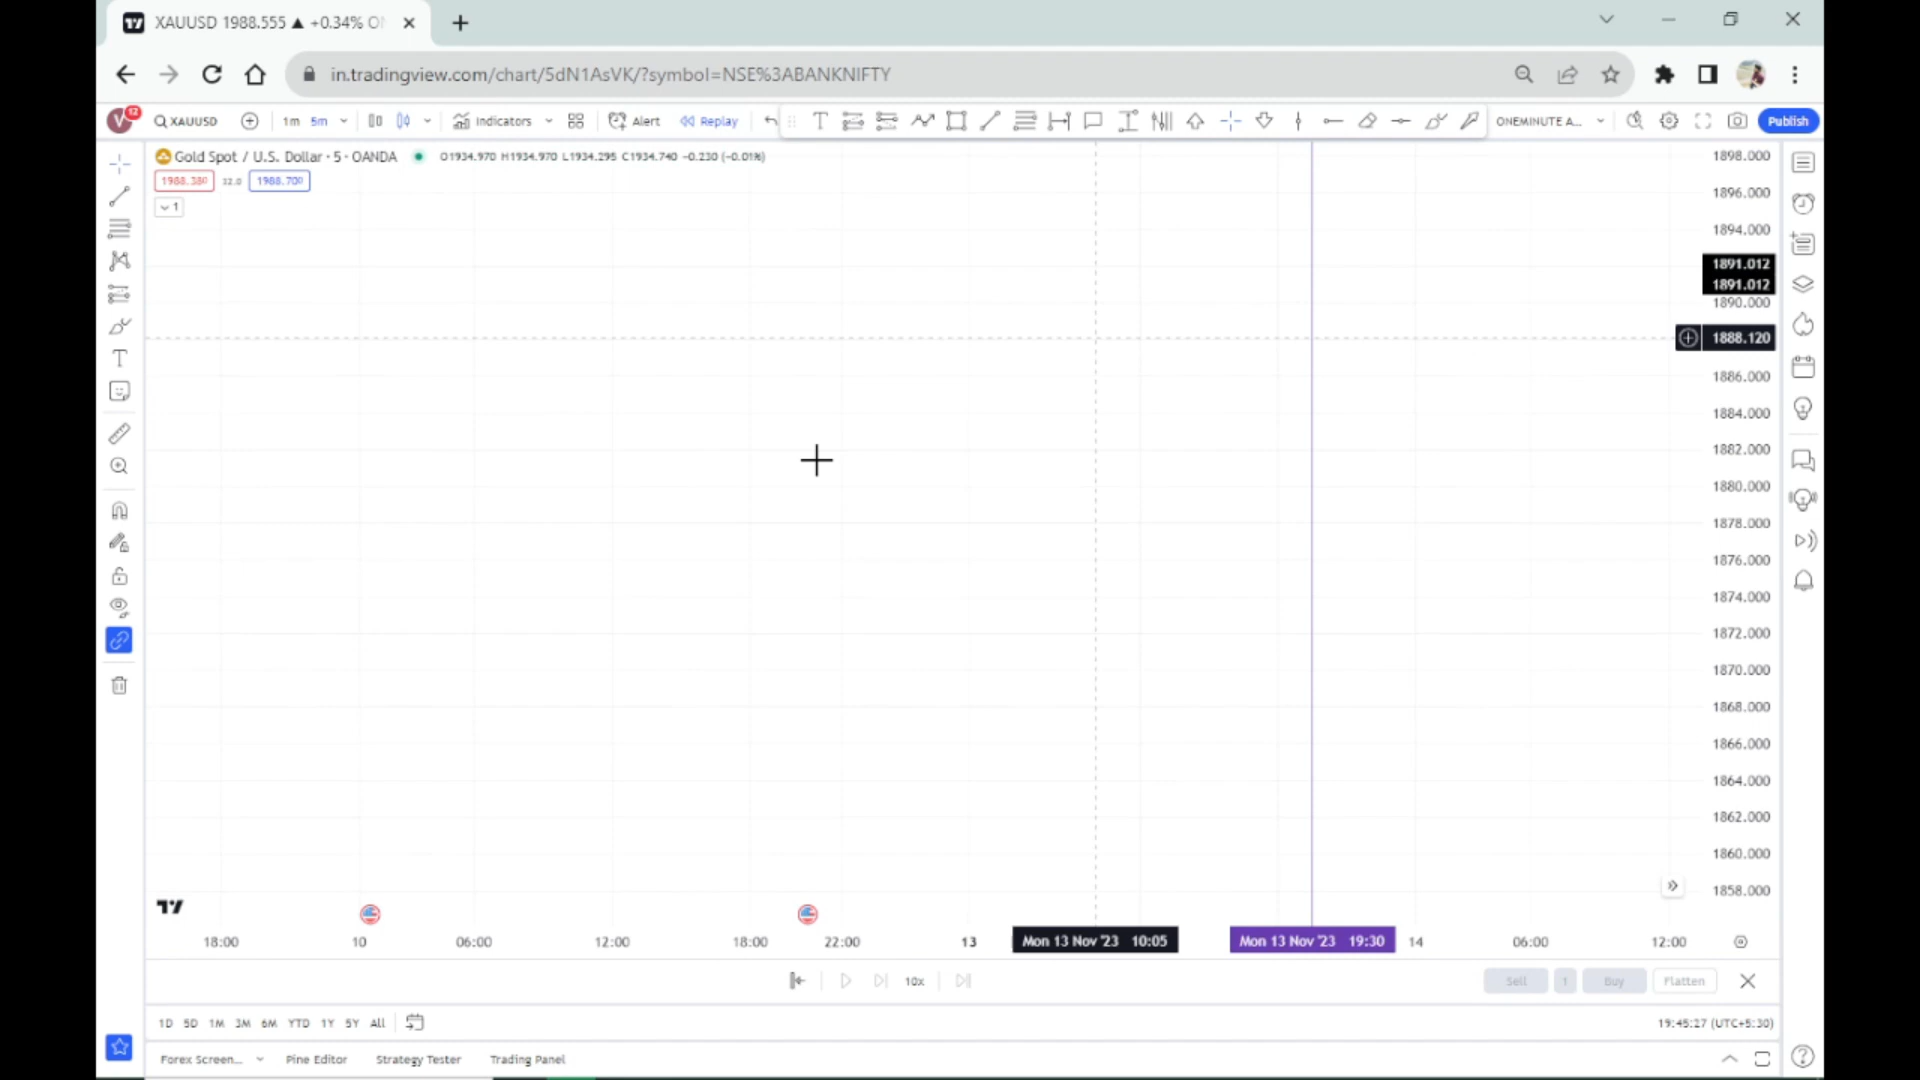 XAUUSD 1988.555 ▲ +0.34% ON
in.tradingview.com/chart/5dN1AsVK/?symbol=NSE%3ABANKNIFTY
V 12 XAUUSD 1m 5m Indicators Alert Replay ONEMINUTE A... Publish
Gold Spot / U.S. Dollar · 5 · OANDA O1934.970 H1934.970 L1934.295 C1934.740 -0.230 (-0.01%)
1988.380 32.0 1988.700
1
1898.000
1896.000
1894.000
1891.012
1891.012
1890.000
1888.120
1886.000
1884.000
1882.000
1880.000
1878.000
1876.000
1874.000
1872.000
1870.000
1868.000
1866.000
1864.000
1862.000
1860.000
1858.000
18:00 10 06:00 12:00 18:00 22:00 13 Mon 13 Nov '23 10:05 Mon 13 Nov '23 19:30 14 06:00 12:00
10x Sell 1 Buy Flatten
1D 5D 1M 3M 6M YTD 1Y 5Y All 19:45:27 (UTC+5:30)
Forex Screen... Pine Editor Strategy Tester Trading Panel